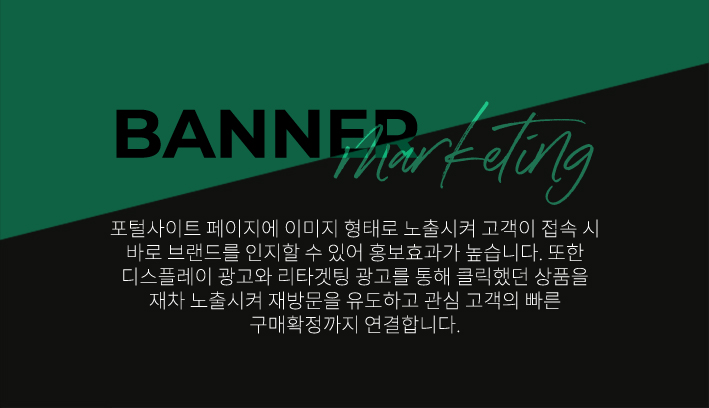 BANNER
marketing
포털사이트 페이지에 이미지 형태로 노출시켜 고객이 접속 시
바로 브랜드를 인지할 수 있어 홍보효과가 높습니다. 또한
디스플레이 광고와 리타겟팅 광고를 통해 클릭했던 상품을
재차 노출시켜 재방문을 유도하고 관심 고객의 빠른
구매확정까지 연결합니다.